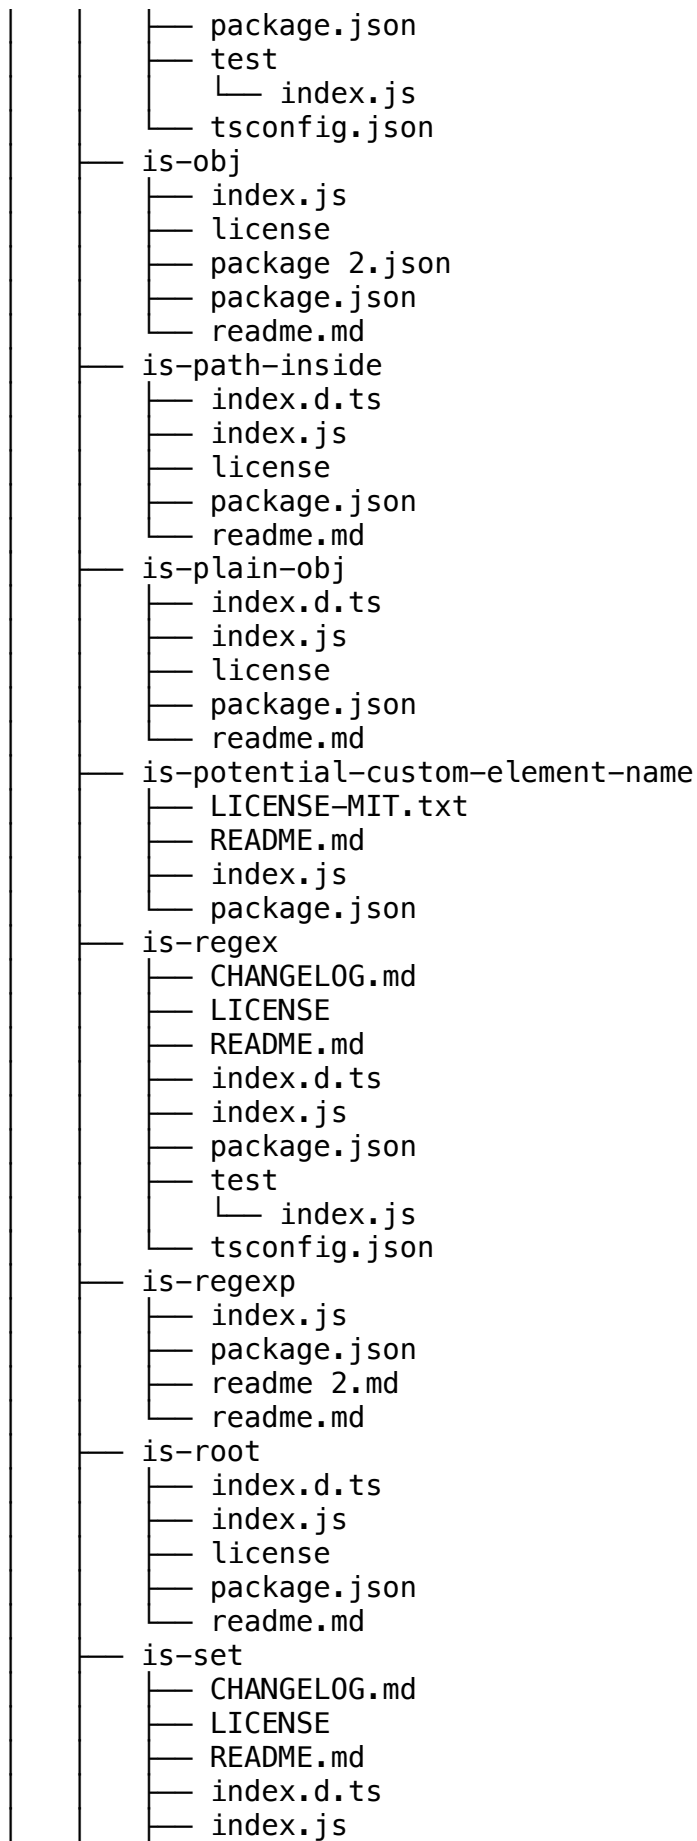 │   │   ├── package.json
│   │   ├── test
│   │   │   └── index.js
│   │   └── tsconfig.json
│   ├── is-obj
│   │   ├── index.js
│   │   ├── license
│   │   ├── package 2.json
│   │   ├── package.json
│   │   └── readme.md
│   ├── is-path-inside
│   │   ├── index.d.ts
│   │   ├── index.js
│   │   ├── license
│   │   ├── package.json
│   │   └── readme.md
│   ├── is-plain-obj
│   │   ├── index.d.ts
│   │   ├── index.js
│   │   ├── license
│   │   ├── package.json
│   │   └── readme.md
│   ├── is-potential-custom-element-name
│   │   ├── LICENSE-MIT.txt
│   │   ├── README.md
│   │   ├── index.js
│   │   └── package.json
│   ├── is-regex
│   │   ├── CHANGELOG.md
│   │   ├── LICENSE
│   │   ├── README.md
│   │   ├── index.d.ts
│   │   ├── index.js
│   │   ├── package.json
│   │   ├── test
│   │   │   └── index.js
│   │   └── tsconfig.json
│   ├── is-regexp
│   │   ├── index.js
│   │   ├── package.json
│   │   ├── readme 2.md
│   │   └── readme.md
│   ├── is-root
│   │   ├── index.d.ts
│   │   ├── index.js
│   │   ├── license
│   │   ├── package.json
│   │   └── readme.md
│   ├── is-set
│   │   ├── CHANGELOG.md
│   │   ├── LICENSE
│   │   ├── README.md
│   │   ├── index.d.ts
│   │   ├── index.js